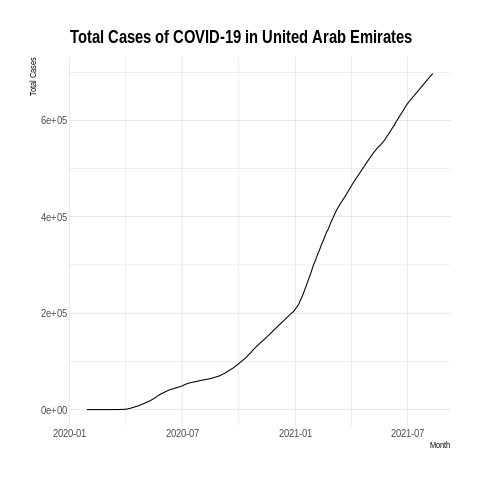 Total Cases of COVID-19 in United Arab Emirates
Total Cases
6e+05
4e+05
2e+05
0e+00
2020-01
2020-07
2021-01
2021-07
Month